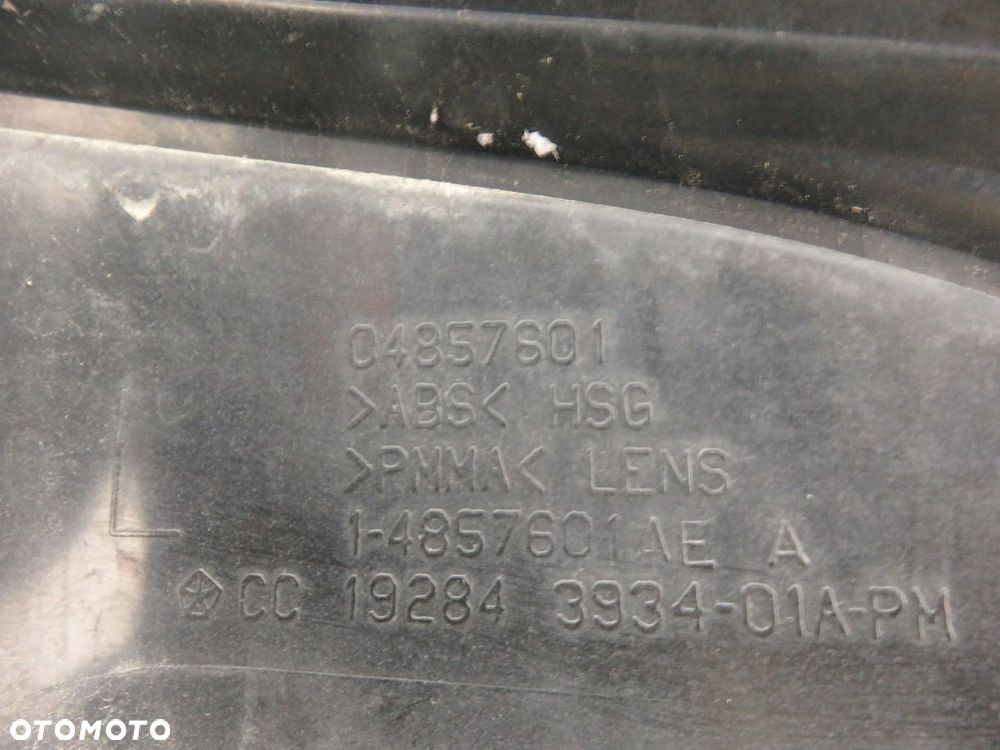 04857601
>ABS< HSG
>PMMA< LENS
1-4857601AE A
CC 19284 3934-01A-PM
OTOMOTO